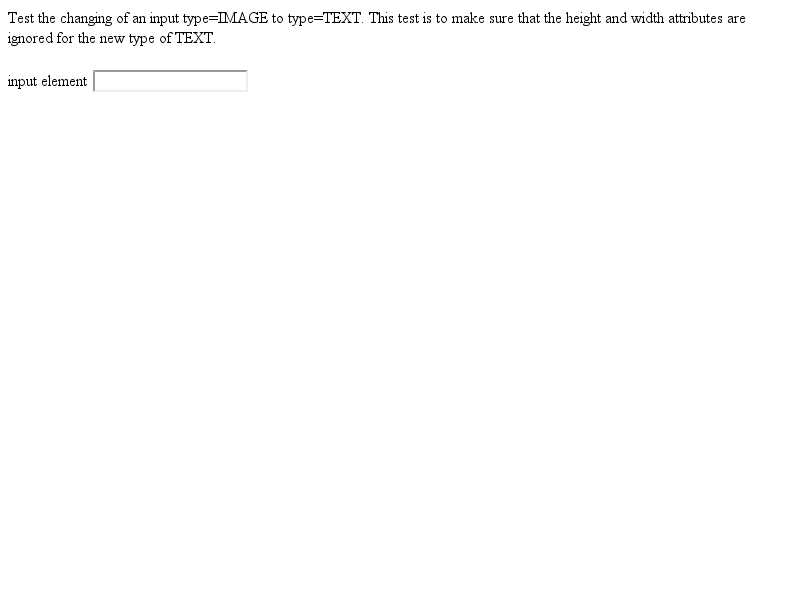 Test the changing of an input type=IMAGE to type=TEXT. This test is to make sure that the height and width attributes are
ignored for the new type of TEXT.
input element